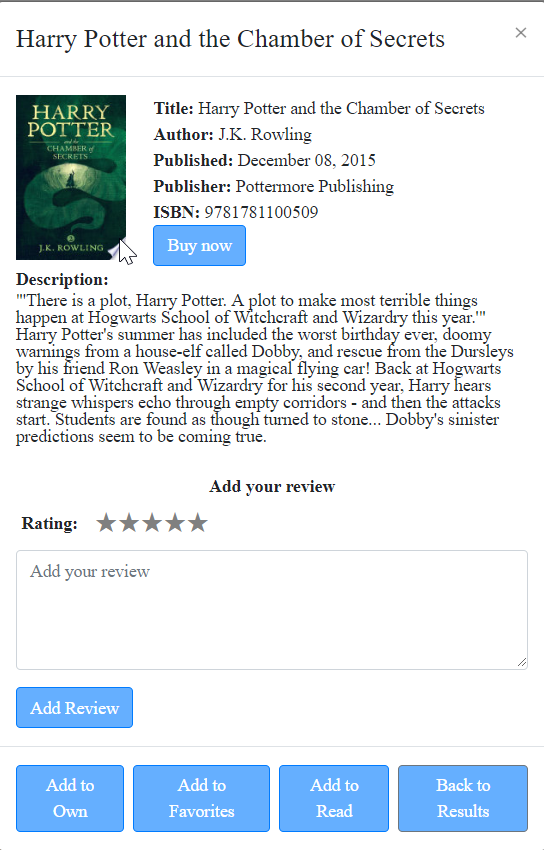 Harry Potter and the Chamber of Secrets
×
HARRY
POTTER
and the
CHAMBER of
SECRETS
2
J.K. ROWLING
Title: Harry Potter and the Chamber of Secrets
Author: J.K. Rowling
Published: December 08, 2015
Publisher: Pottermore Publishing
ISBN: 9781781100509
Buy now
Description:
"'There is a plot, Harry Potter. A plot to make most terrible things
happen at Hogwarts School of Witchcraft and Wizardry this year.'"
Harry Potter's summer has included the worst birthday ever, doomy
warnings from a house-elf called Dobby, and rescue from the Dursleys
by his friend Ron Weasley in a magical flying car! Back at Hogwarts
School of Witchcraft and Wizardry for his second year, Harry hears
strange whispers echo through empty corridors - and then the attacks
start. Students are found as though turned to stone... Dobby's sinister
predictions seem to be coming true.
Add your review
Rating: ★★★★★
Add your review
Add Review
Add to
Own
Add to
Favorites
Add to
Read
Back to
Results